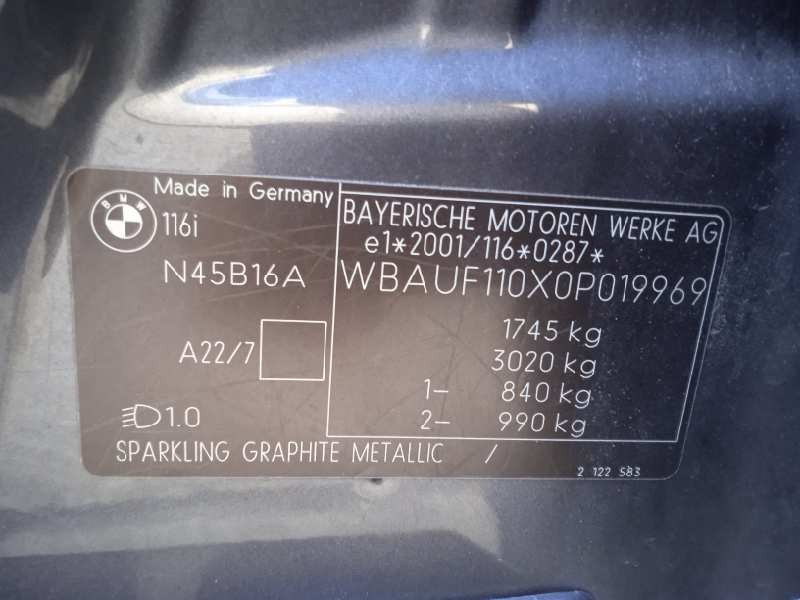 Made in Germany
BMW
116i
N45B16A
A22/7
1.0
SPARKLING GRAPHITE METALLIC /
BAYERISCHE MOTOREN WERKE AG
e1*2001/116*0287*
WBAUF110X0P019969
1745 kg
3020 kg
1- 840 kg
2- 990 kg
2 122 583